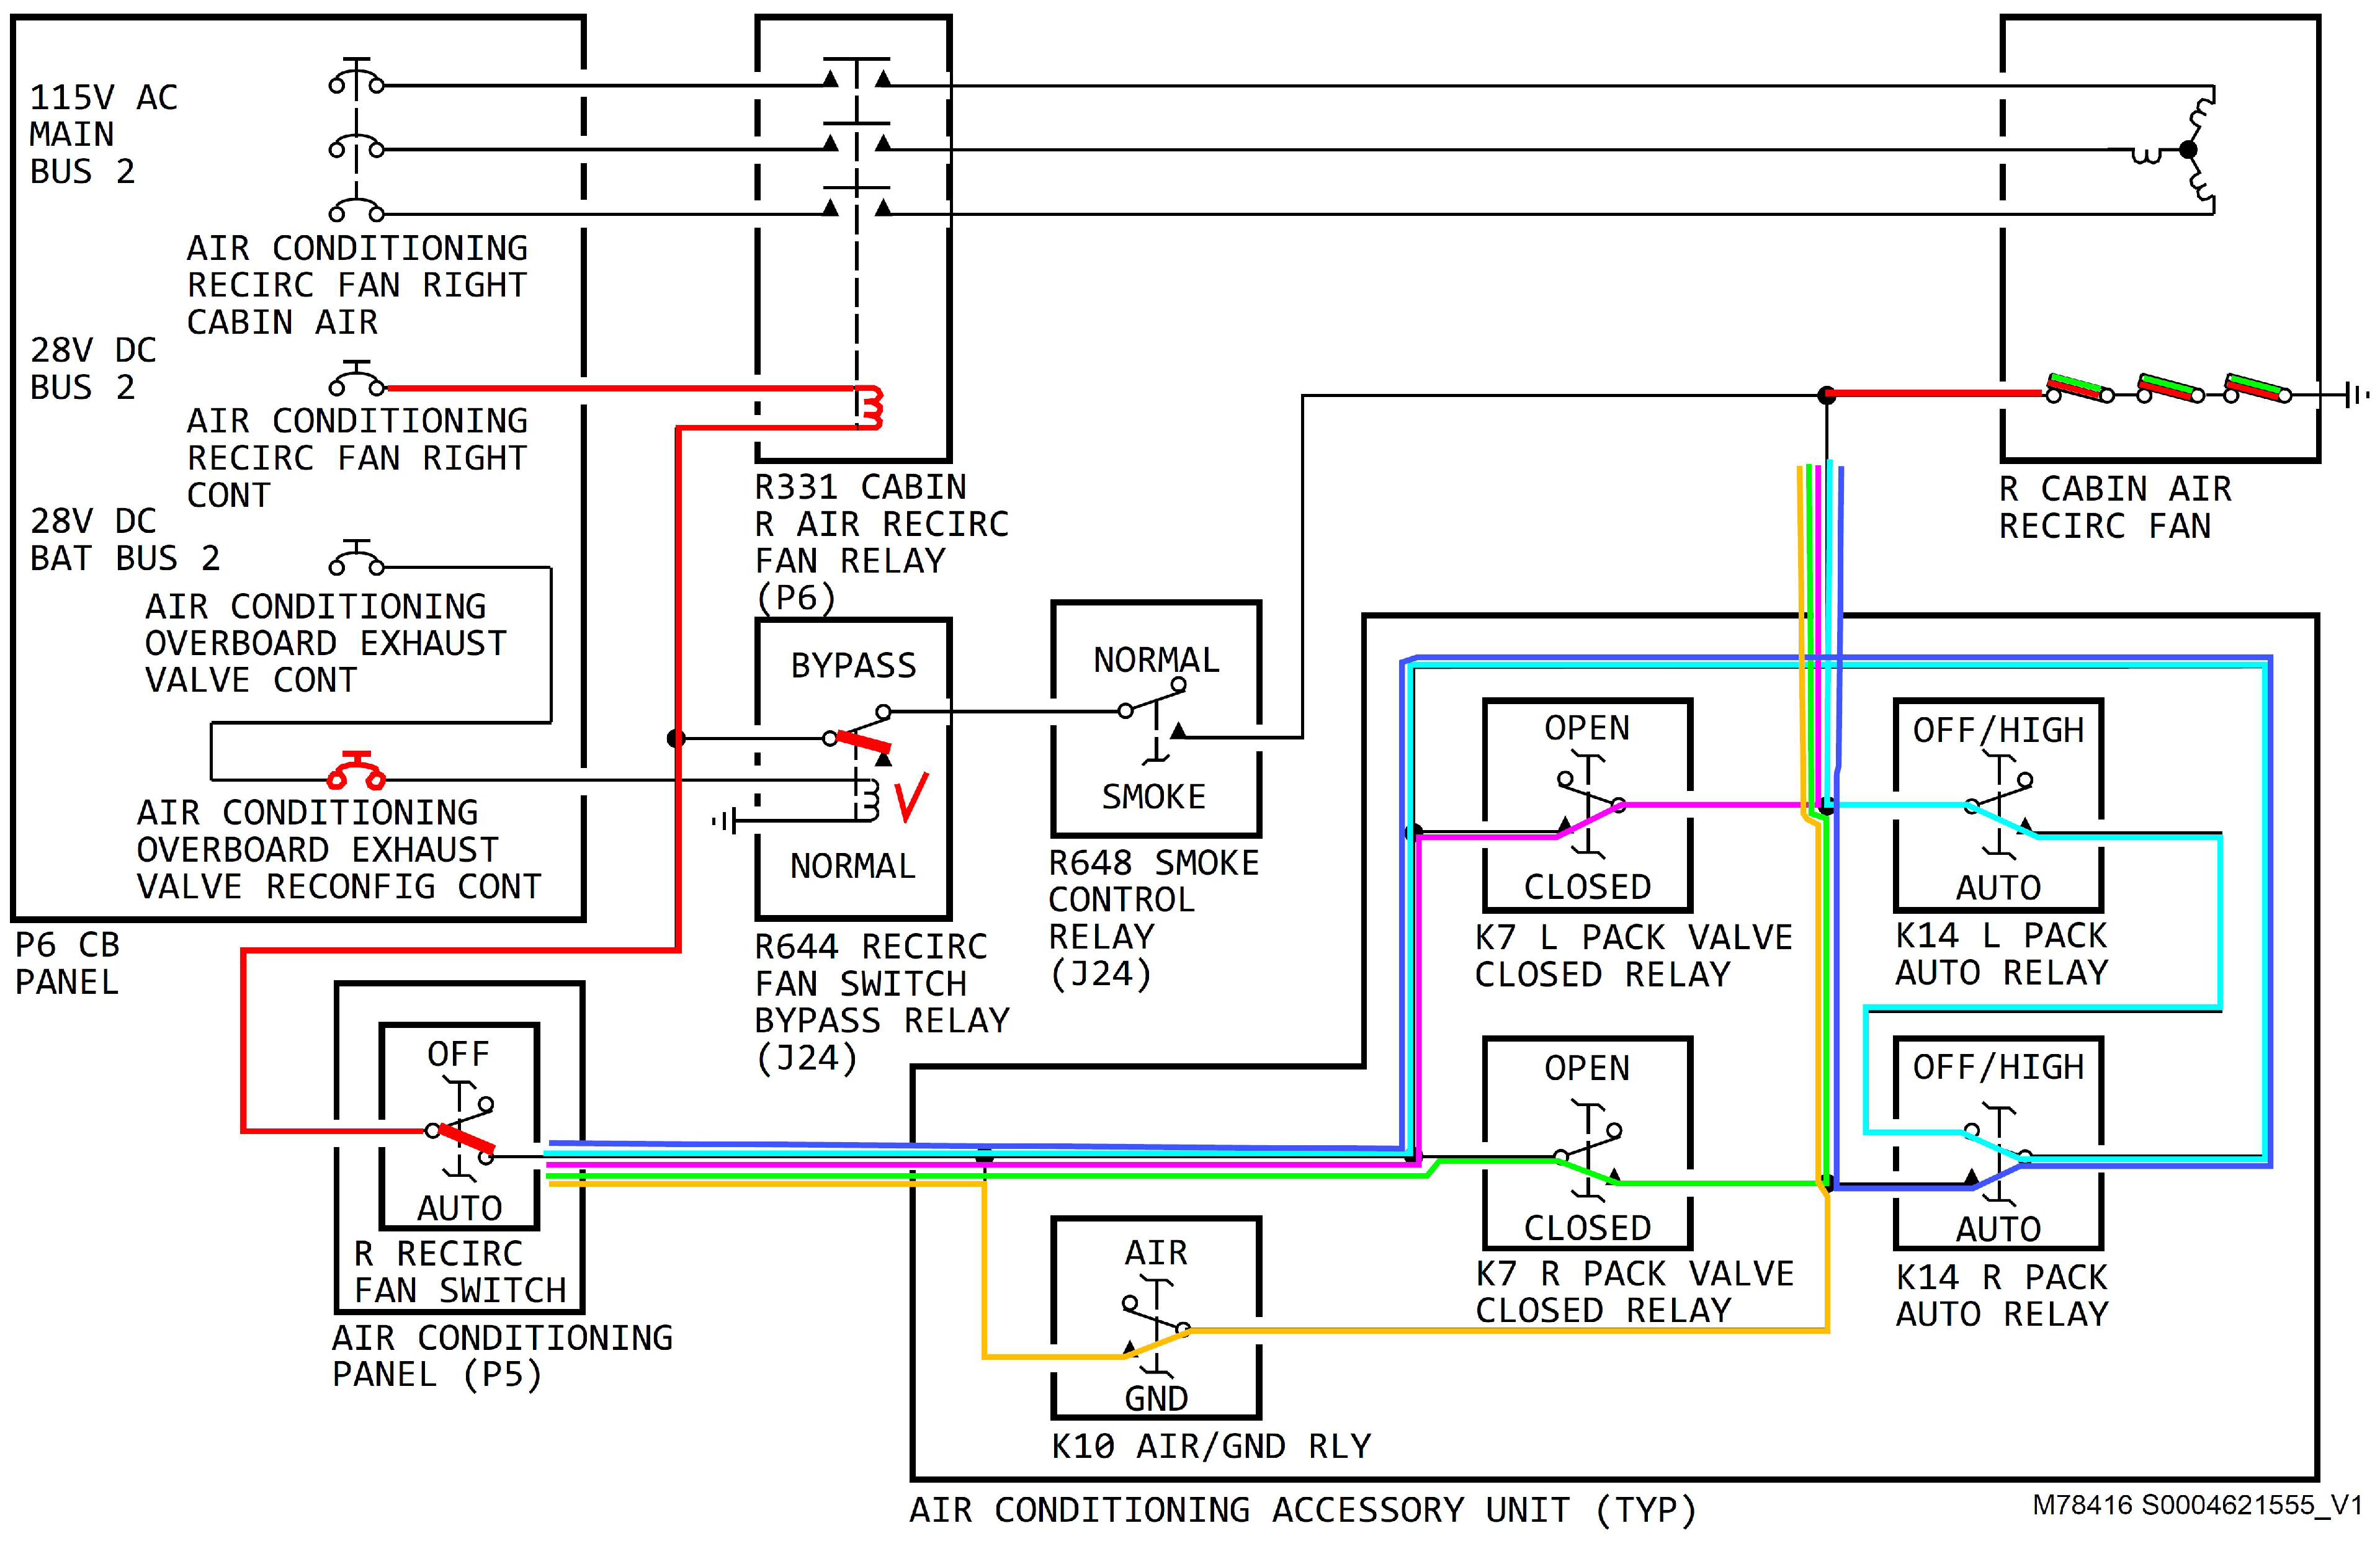 115V AC
MAIN
BUS 2
AIR CONDITIONING
RECIRC FAN RIGHT
CABIN AIR
28V DC
BUS 2
AIR CONDITIONING
RECIRC FAN RIGHT
CONT
28V DC
BAT BUS 2
AIR CONDITIONING
OVERBOARD EXHAUST
VALVE CONT
AIR CONDITIONING
OVERBOARD EXHAUST
VALVE RECONFIG CONT
P6 CB
PANEL
R331 CABIN
R AIR RECIRC
FAN RELAY
(P6)
R CABIN AIR
RECIRC FAN
BYPASS
NORMAL
R644 RECIRC
FAN SWITCH
BYPASS RELAY
(J24)
NORMAL
SMOKE
R648 SMOKE
CONTROL
RELAY
(J24)
OPEN
CLOSED
K7 L PACK VALVE
CLOSED RELAY
OFF/HIGH
AUTO
K14 L PACK
AUTO RELAY
OFF
AUTO
R RECIRC
FAN SWITCH
AIR CONDITIONING
PANEL (P5)
OPEN
CLOSED
K7 R PACK VALVE
CLOSED RELAY
OFF/HIGH
AUTO
K14 R PACK
AUTO RELAY
AIR
GND
K10 AIR/GND RLY
AIR CONDITIONING ACCESSORY UNIT (TYP)
M78416 S0004621555_V1